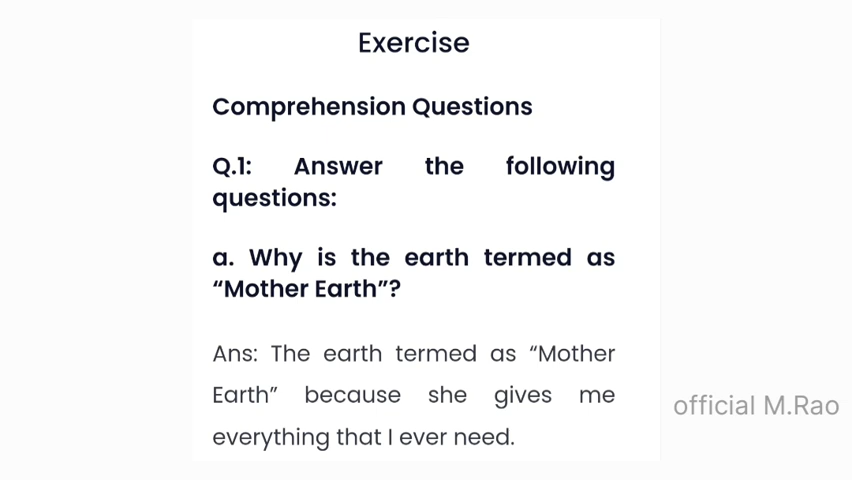 Exercise
Comprehension Questions
Q.1: Answer the following
questions:
a. Why is the earth termed as
“Mother Earth”?
Ans: The earth termed as “Mother
Earth” because she gives me
everything that I ever need.
official M.Rao